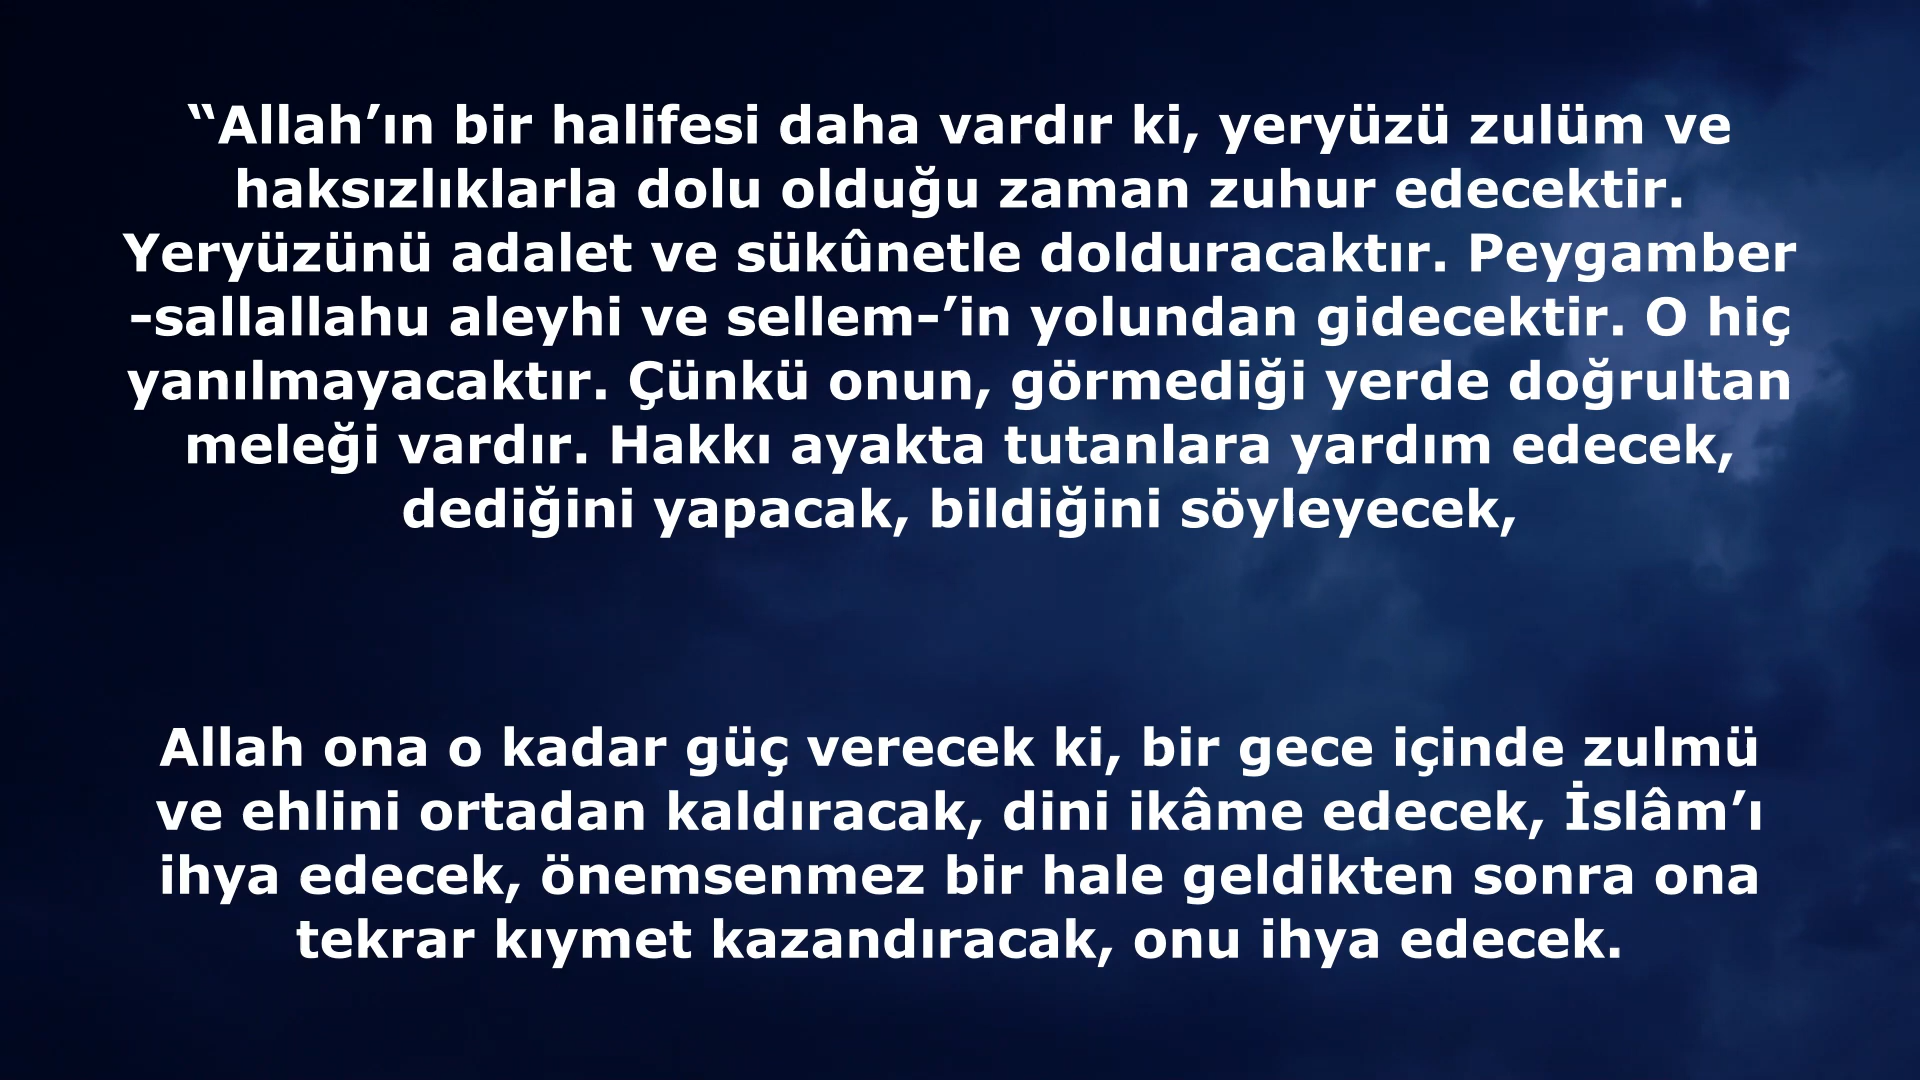 “Allah’ın bir halifesi daha vardır ki, yeryüzü zulüm ve
haksızlıklarla dolu olduğu zaman zuhur edecektir.
Yeryüzünü adalet ve sükûnetle dolduracaktır. Peygamber
-sallallahu aleyhi ve sellem-’in yolundan gidecektir. O hiç
yanılmayacaktır. Çünkü onun, görmediği yerde doğrultan
meleği vardır. Hakkı ayakta tutanlara yardım edecek,
dediğini yapacak, bildiğini söyleyecek,
Allah ona o kadar güç verecek ki, bir gece içinde zulmü
ve ehlini ortadan kaldıracak, dini ikâme edecek, İslâm’ı
ihya edecek, önemsenmez bir hale geldikten sonra ona
tekrar kıymet kazandıracak, onu ihya edecek.